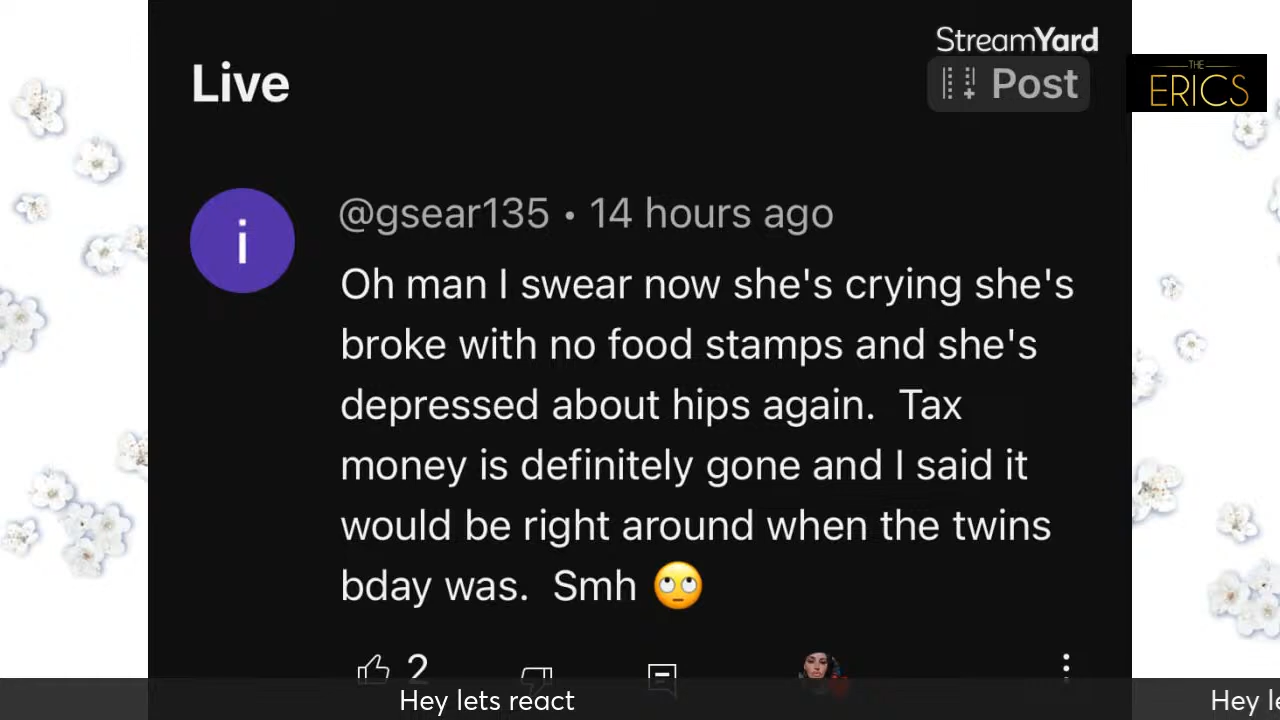 StreamYard
Live
Post
THE
ERICS
i
@gsear135 • 14 hours ago
Oh man I swear now she's crying she's
broke with no food stamps and she's
depressed about hips again.  Tax
money is definitely gone and I said it
would be right around when the twins
bday was.  Smh 🙄
2
Hey lets react
Hey le